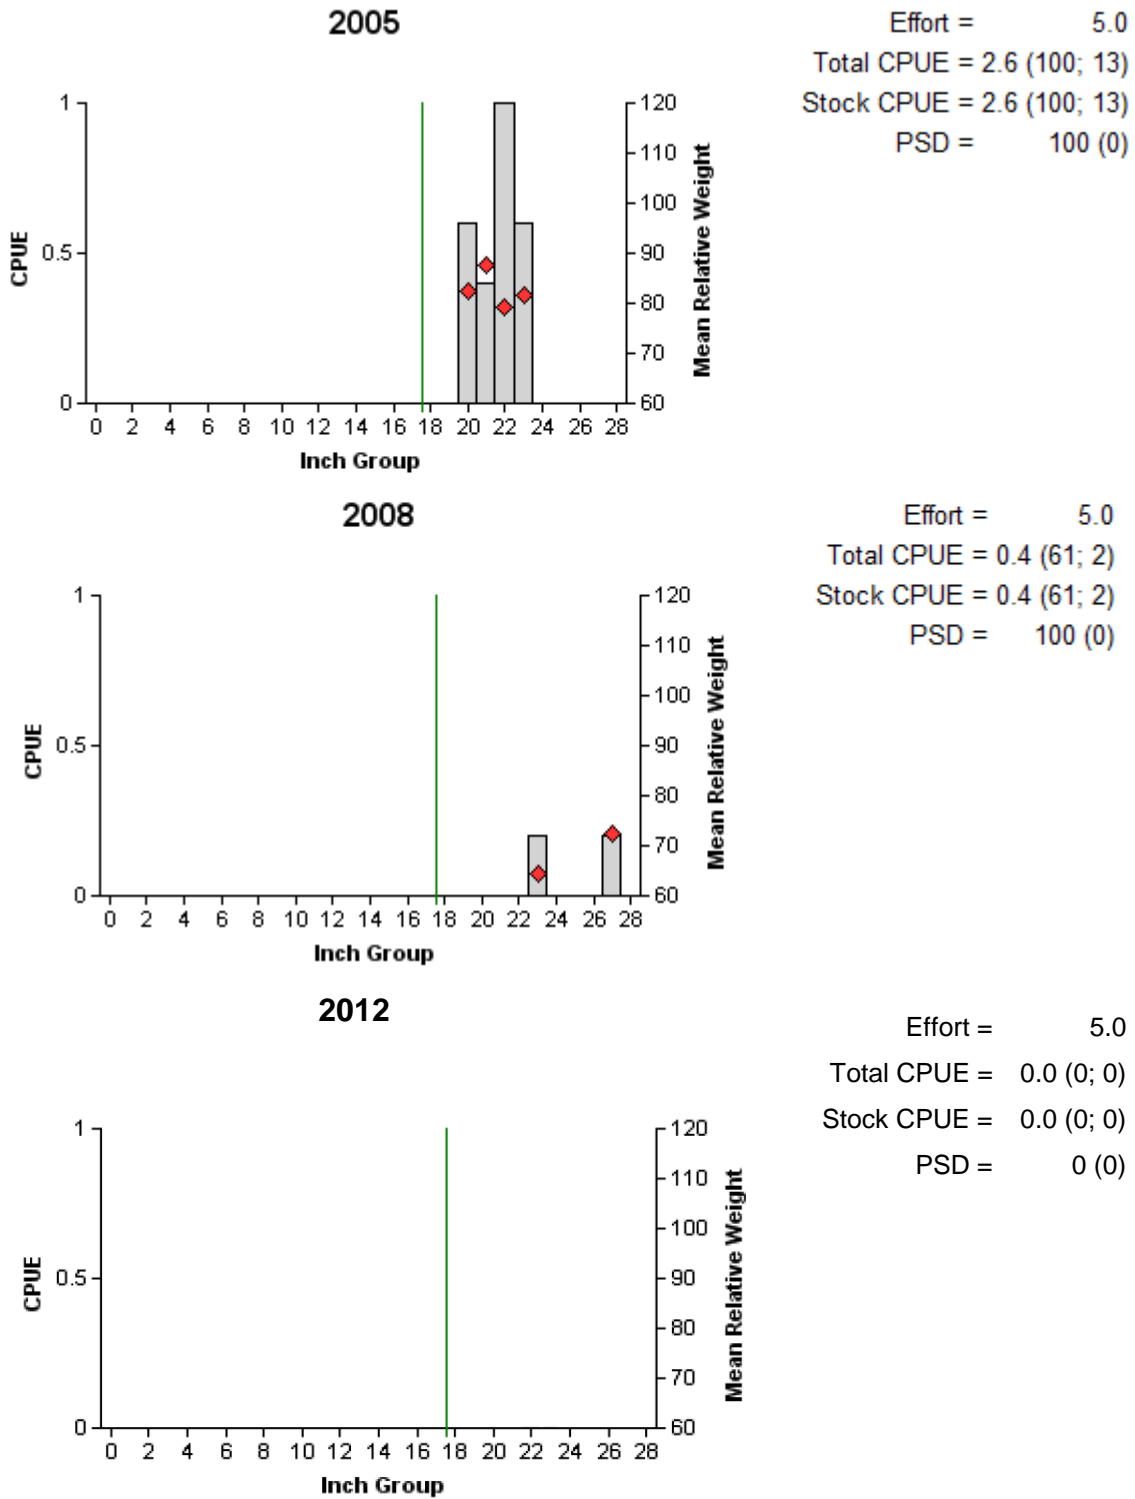 2005
Effort = 5.0
Total CPUE = 2.6 (100; 13)
Stock CPUE = 2.6 (100; 13)
PSD = 100 (0)
1
0.5
0
CPUE
120
110
100
90
80
70
60
Mean Relative Weight
0 2 4 6 8 10 12 14 16 18 20 22 24 26 28
Inch Group
2008
Effort = 5.0
Total CPUE = 0.4 (61; 2)
Stock CPUE = 0.4 (61; 2)
PSD = 100 (0)
1
0.5
0
CPUE
120
110
100
90
80
70
60
Mean Relative Weight
0 2 4 6 8 10 12 14 16 18 20 22 24 26 28
Inch Group
2012
Effort = 5.0
Total CPUE = 0.0 (0; 0)
Stock CPUE = 0.0 (0; 0)
PSD = 0 (0)
1
0.5
0
CPUE
120
110
100
90
80
70
60
Mean Relative Weight
0 2 4 6 8 10 12 14 16 18 20 22 24 26 28
Inch Group